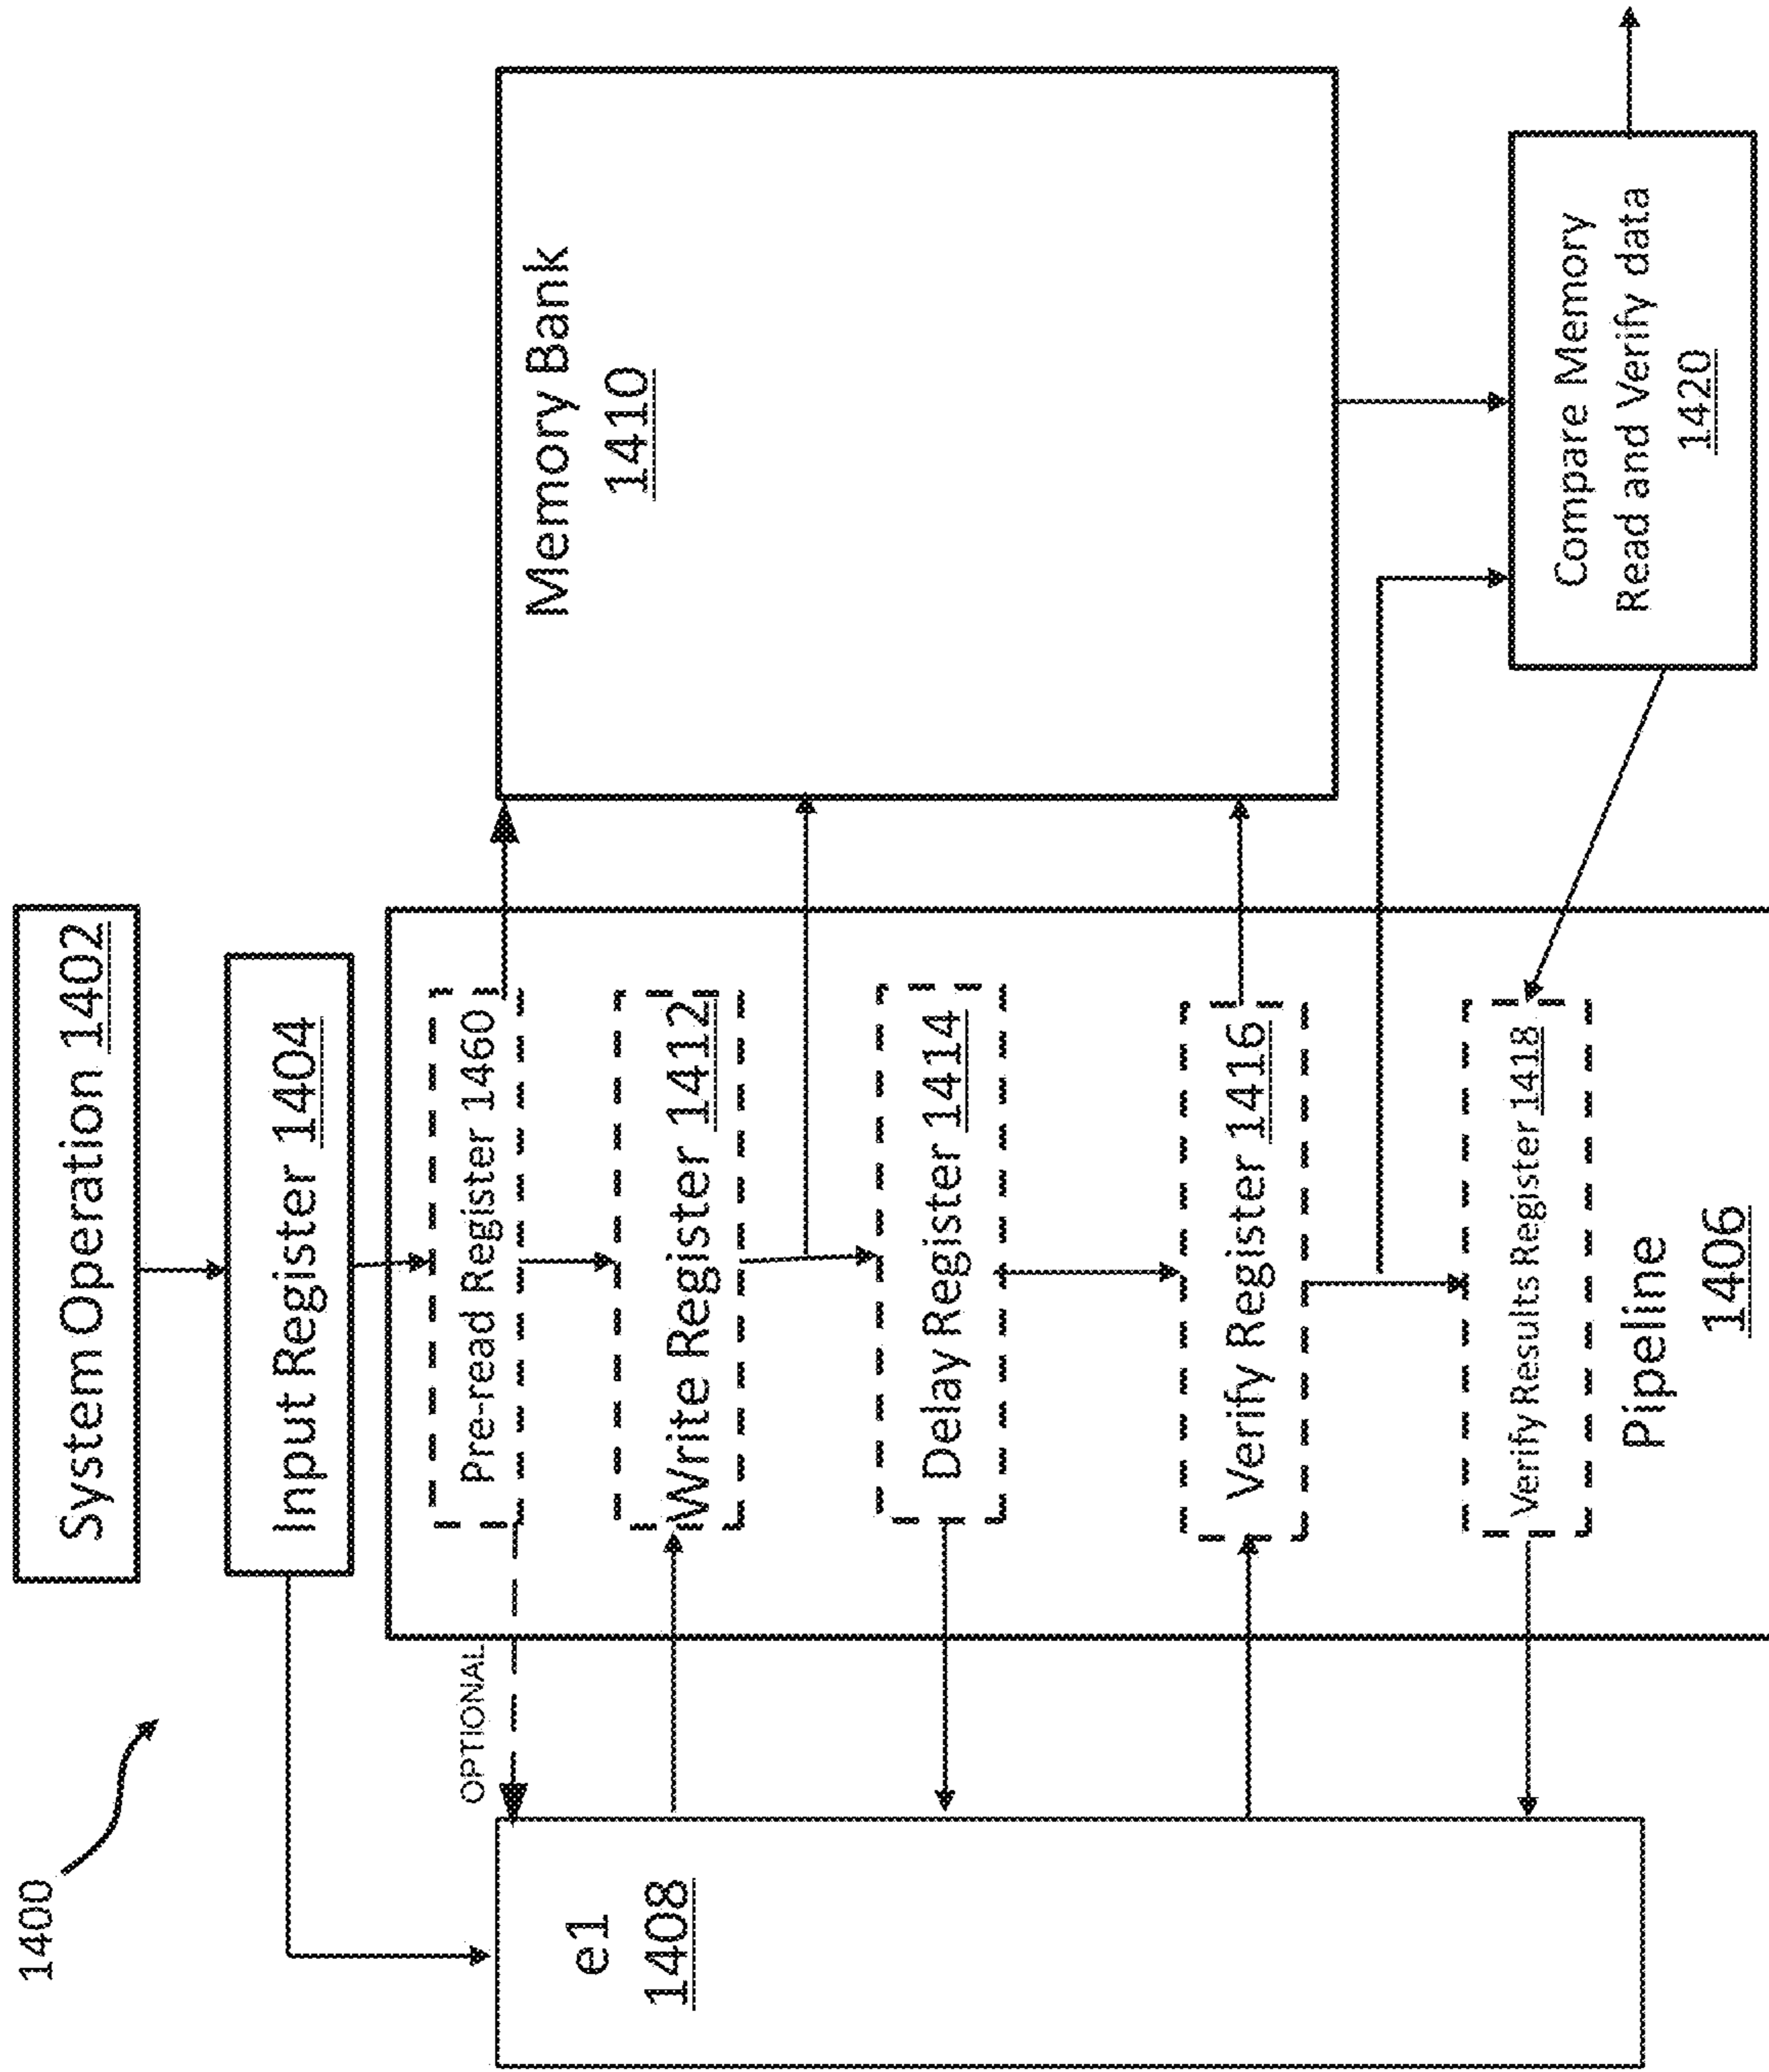 1400
System Operation 1402
Input Register 1404
OPTIONAL
e1
1408
Pre-read Register 1460
Write Register 1412
Delay Register 1414
Verify Register 1416
Verify Results Register 1418
Pipeline
1406
Memory Bank
1410
Compare Memory
Read and Verify data
1420